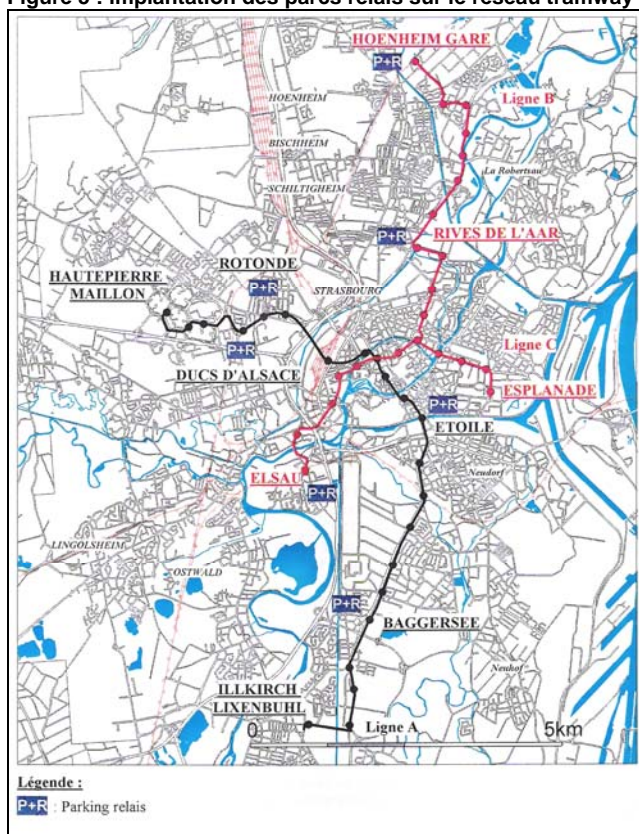 Figure 6 : Implantation des parcs relais sur le réseau tramway
HOENHEIM GARE
P+R
HOENHEIM
Ligne B
BISCHHEIM
La Robertsau
SCHILTIGHEIM
P+R
RIVES DE L'AAR
ROTONDE
HAUTEPIERRE
MAILLON
P+R
STRASBOURG
P+R
Ligne C
DUCS D'ALSACE
ESPLANADE
P+R
ETOILE
ELSAU
Neudorf
P+R
LINGOLSHEIM
OSTWALD
P+R
BAGGERSEE
Neuhof
ILLKIRCH
LIXENBUHL
0
Ligne A
5km
Légende :
P+R : Parking relais